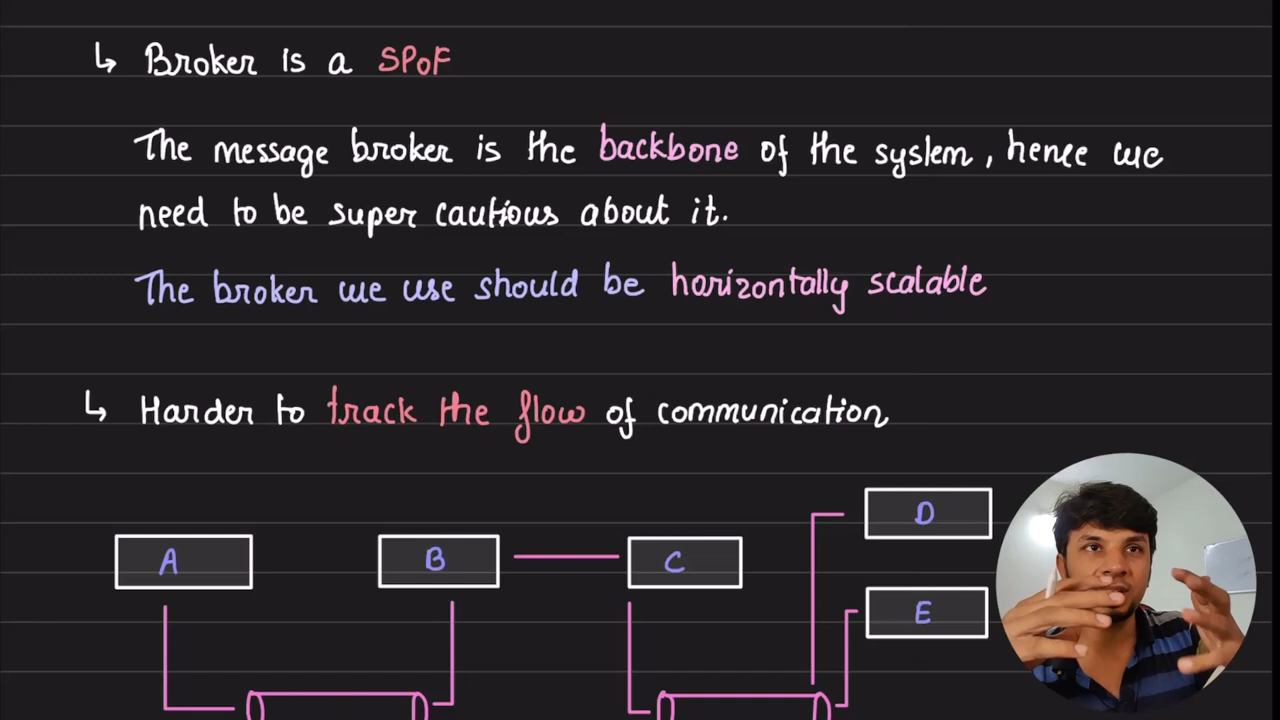 ↳ Broker is a SPoF
The message broker is the backbone of the system, hence we
need to be super cautious about it.
The broker we use should be horizontally scalable
↳ Harder to track the flow of communication
D
A B C
E